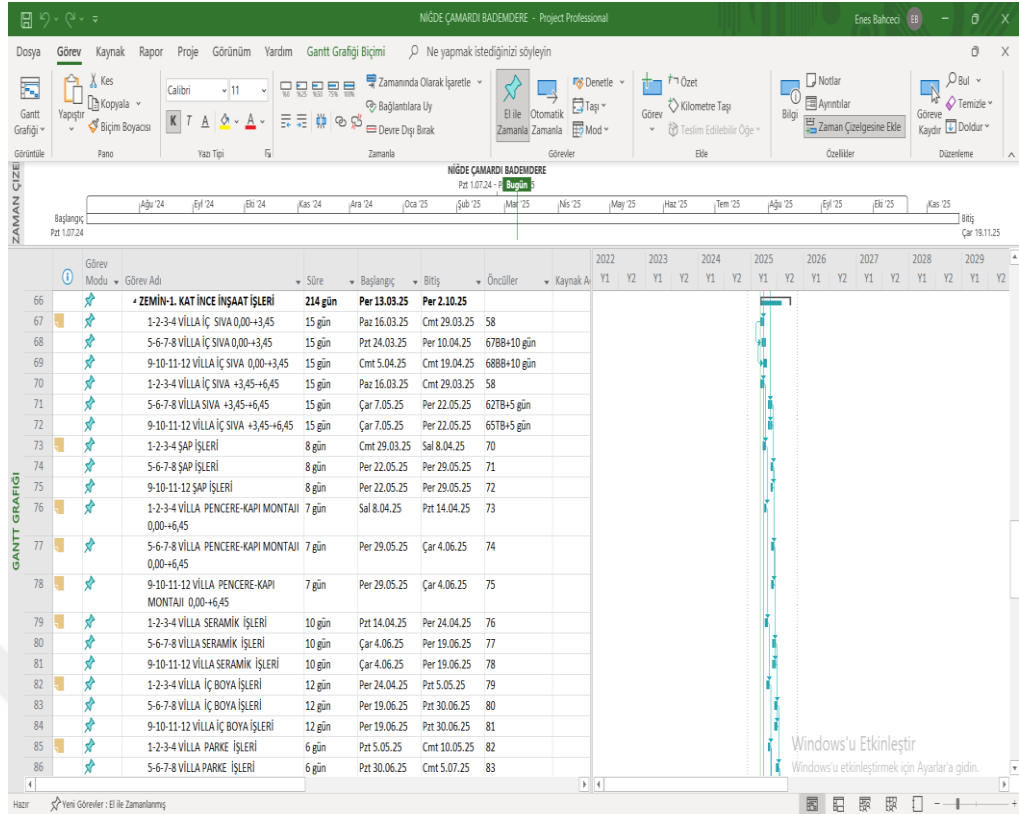 NİĞDE ÇAMARDI BADEMDERE - Project Professional
Enes Bahceci EB
Dosya Görev Kaynak Rapor Proje Görünüm Yardım Gantt Grafiği Biçimi Ne yapmak istediğinizi söyleyin
Gantt Grafiği
Görüntüle
Yapıştır
Kes
Kopyala
Biçim Boyacısı
Pano
Calibri 11
K T A A
Yazı Tipi
%0 %25 %50 75% 100%
Zamanında Olarak İşaretle
Bağlantılara Uy
Devre Dışı Bırak
Zamanla
El ile Zamanla
Otomatik Zamanla
Denetle
Taşı
Mod
Görevler
Görev
Özet
Kilometre Taşı
Teslim Edilebilir Öğe
Ekle
Bilgi
Notlar
Ayrıntılar
Zaman Çizelgesine Ekle
Özellikler
Göreve Kaydır
Bul
Temizle
Doldur
Düzenleme
ZAMAN ÇIZE
NİĞDE ÇAMARDI BADEMDERE
Pzt 1.07.24 - P
Bugün
5
Ağu '24 Eyl '24 Eki '24 Kas '24 Ara '24 Oca '25 Şub '25 Mar '25 Nis '25 May '25 Haz '25 Tem '25 Ağu '25 Eyl '25 Eki '25 Kas '25
Başlangıç
Pzt 1.07.24
Bitiş
Çar 19.11.25
GANTT GRAFIĞI
Görev Modu Görev Adı Süre Başlangıç Bitiş Öncüller Kaynak A
2022 2023 2024 2025 2026 2027 2028 2029
Y1 Y2 Y1 Y2 Y1 Y2 Y1 Y2 Y1 Y2 Y1 Y2 Y1 Y2 Y1 Y2
66 ZEMİN-1. KAT İNCE İNŞAAT İŞLERİ 214 gün Per 13.03.25 Per 2.10.25
67 1-2-3-4 VİLLA İÇ SIVA 0,00-+3,45 15 gün Paz 16.03.25 Cmt 29.03.25 58
68 5-6-7-8 VİLLA İÇ SIVA 0,00-+3,45 15 gün Pzt 24.03.25 Per 10.04.25 67BB+10 gün
69 9-10-11-12 VİLLA İÇ SIVA 0,00-+3,45 15 gün Cmt 5.04.25 Cmt 19.04.25 68BB+10 gün
70 1-2-3-4 VİLLA İÇ SIVA +3,45-+6,45 15 gün Paz 16.03.25 Cmt 29.03.25 58
71 5-6-7-8 VİLLA SIVA +3,45-+6,45 15 gün Çar 7.05.25 Per 22.05.25 62TB+5 gün
72 9-10-11-12 VİLLA İÇ SIVA +3,45-+6,45 15 gün Çar 7.05.25 Per 22.05.25 65TB+5 gün
73 1-2-3-4 ŞAP İŞLERİ 8 gün Cmt 29.03.25 Sal 8.04.25 70
74 5-6-7-8 ŞAP İŞLERİ 8 gün Per 22.05.25 Per 29.05.25 71
75 9-10-11-12 ŞAP İŞLERİ 8 gün Per 22.05.25 Per 29.05.25 72
76 1-2-3-4 VİLLA PENCERE-KAPI MONTAJI 7 gün Sal 8.04.25 Pzt 14.04.25 73
0,00-+6,45
77 5-6-7-8 VİLLA PENCERE-KAPI MONTAJI 7 gün Per 29.05.25 Çar 4.06.25 74
0,00-+6,45
78 9-10-11-12 VİLLA PENCERE-KAPI 7 gün Per 29.05.25 Çar 4.06.25 75
MONTAJI 0,00-+6,45
79 1-2-3-4 VİLLA SERAMİK İŞLERİ 10 gün Pzt 14.04.25 Per 24.04.25 76
80 5-6-7-8 VİLLA SERAMİK İŞLERİ 10 gün Çar 4.06.25 Per 19.06.25 77
81 9-10-11-12 VİLLA SERAMİK İŞLERİ 10 gün Çar 4.06.25 Per 19.06.25 78
82 1-2-3-4 VİLLA İÇ BOYA İŞLERİ 12 gün Per 24.04.25 Pzt 5.05.25 79
83 5-6-7-8 VİLLA İÇ BOYA İŞLERİ 12 gün Per 19.06.25 Pzt 30.06.25 80
84 9-10-11-12 VİLLA İÇ BOYA İŞLERİ 12 gün Per 19.06.25 Pzt 30.06.25 81
85 1-2-3-4 VİLLA PARKE İŞLERİ 6 gün Pzt 5.05.25 Cmt 10.05.25 82
86 5-6-7-8 VİLLA PARKE İŞLERİ 6 gün Pzt 30.06.25 Cmt 5.07.25 83
Windows'u Etkinleştir
Windows'u etkinleştirmek için Ayarlar'a gidin.
Hazır Yeni Görevler : El ile Zamanlanmış